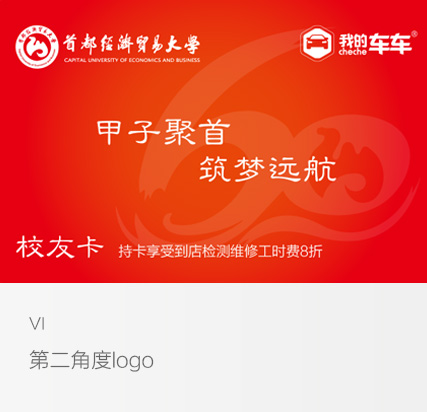 首都经济贸易大学
CAPITAL UNIVERSITY OF ECONOMICS AND BUSINESS
我的车车®
cheche
甲子聚首
筑梦远航
校友卡 持卡享受到店检测维修工时费8折
VI
第二角度logo